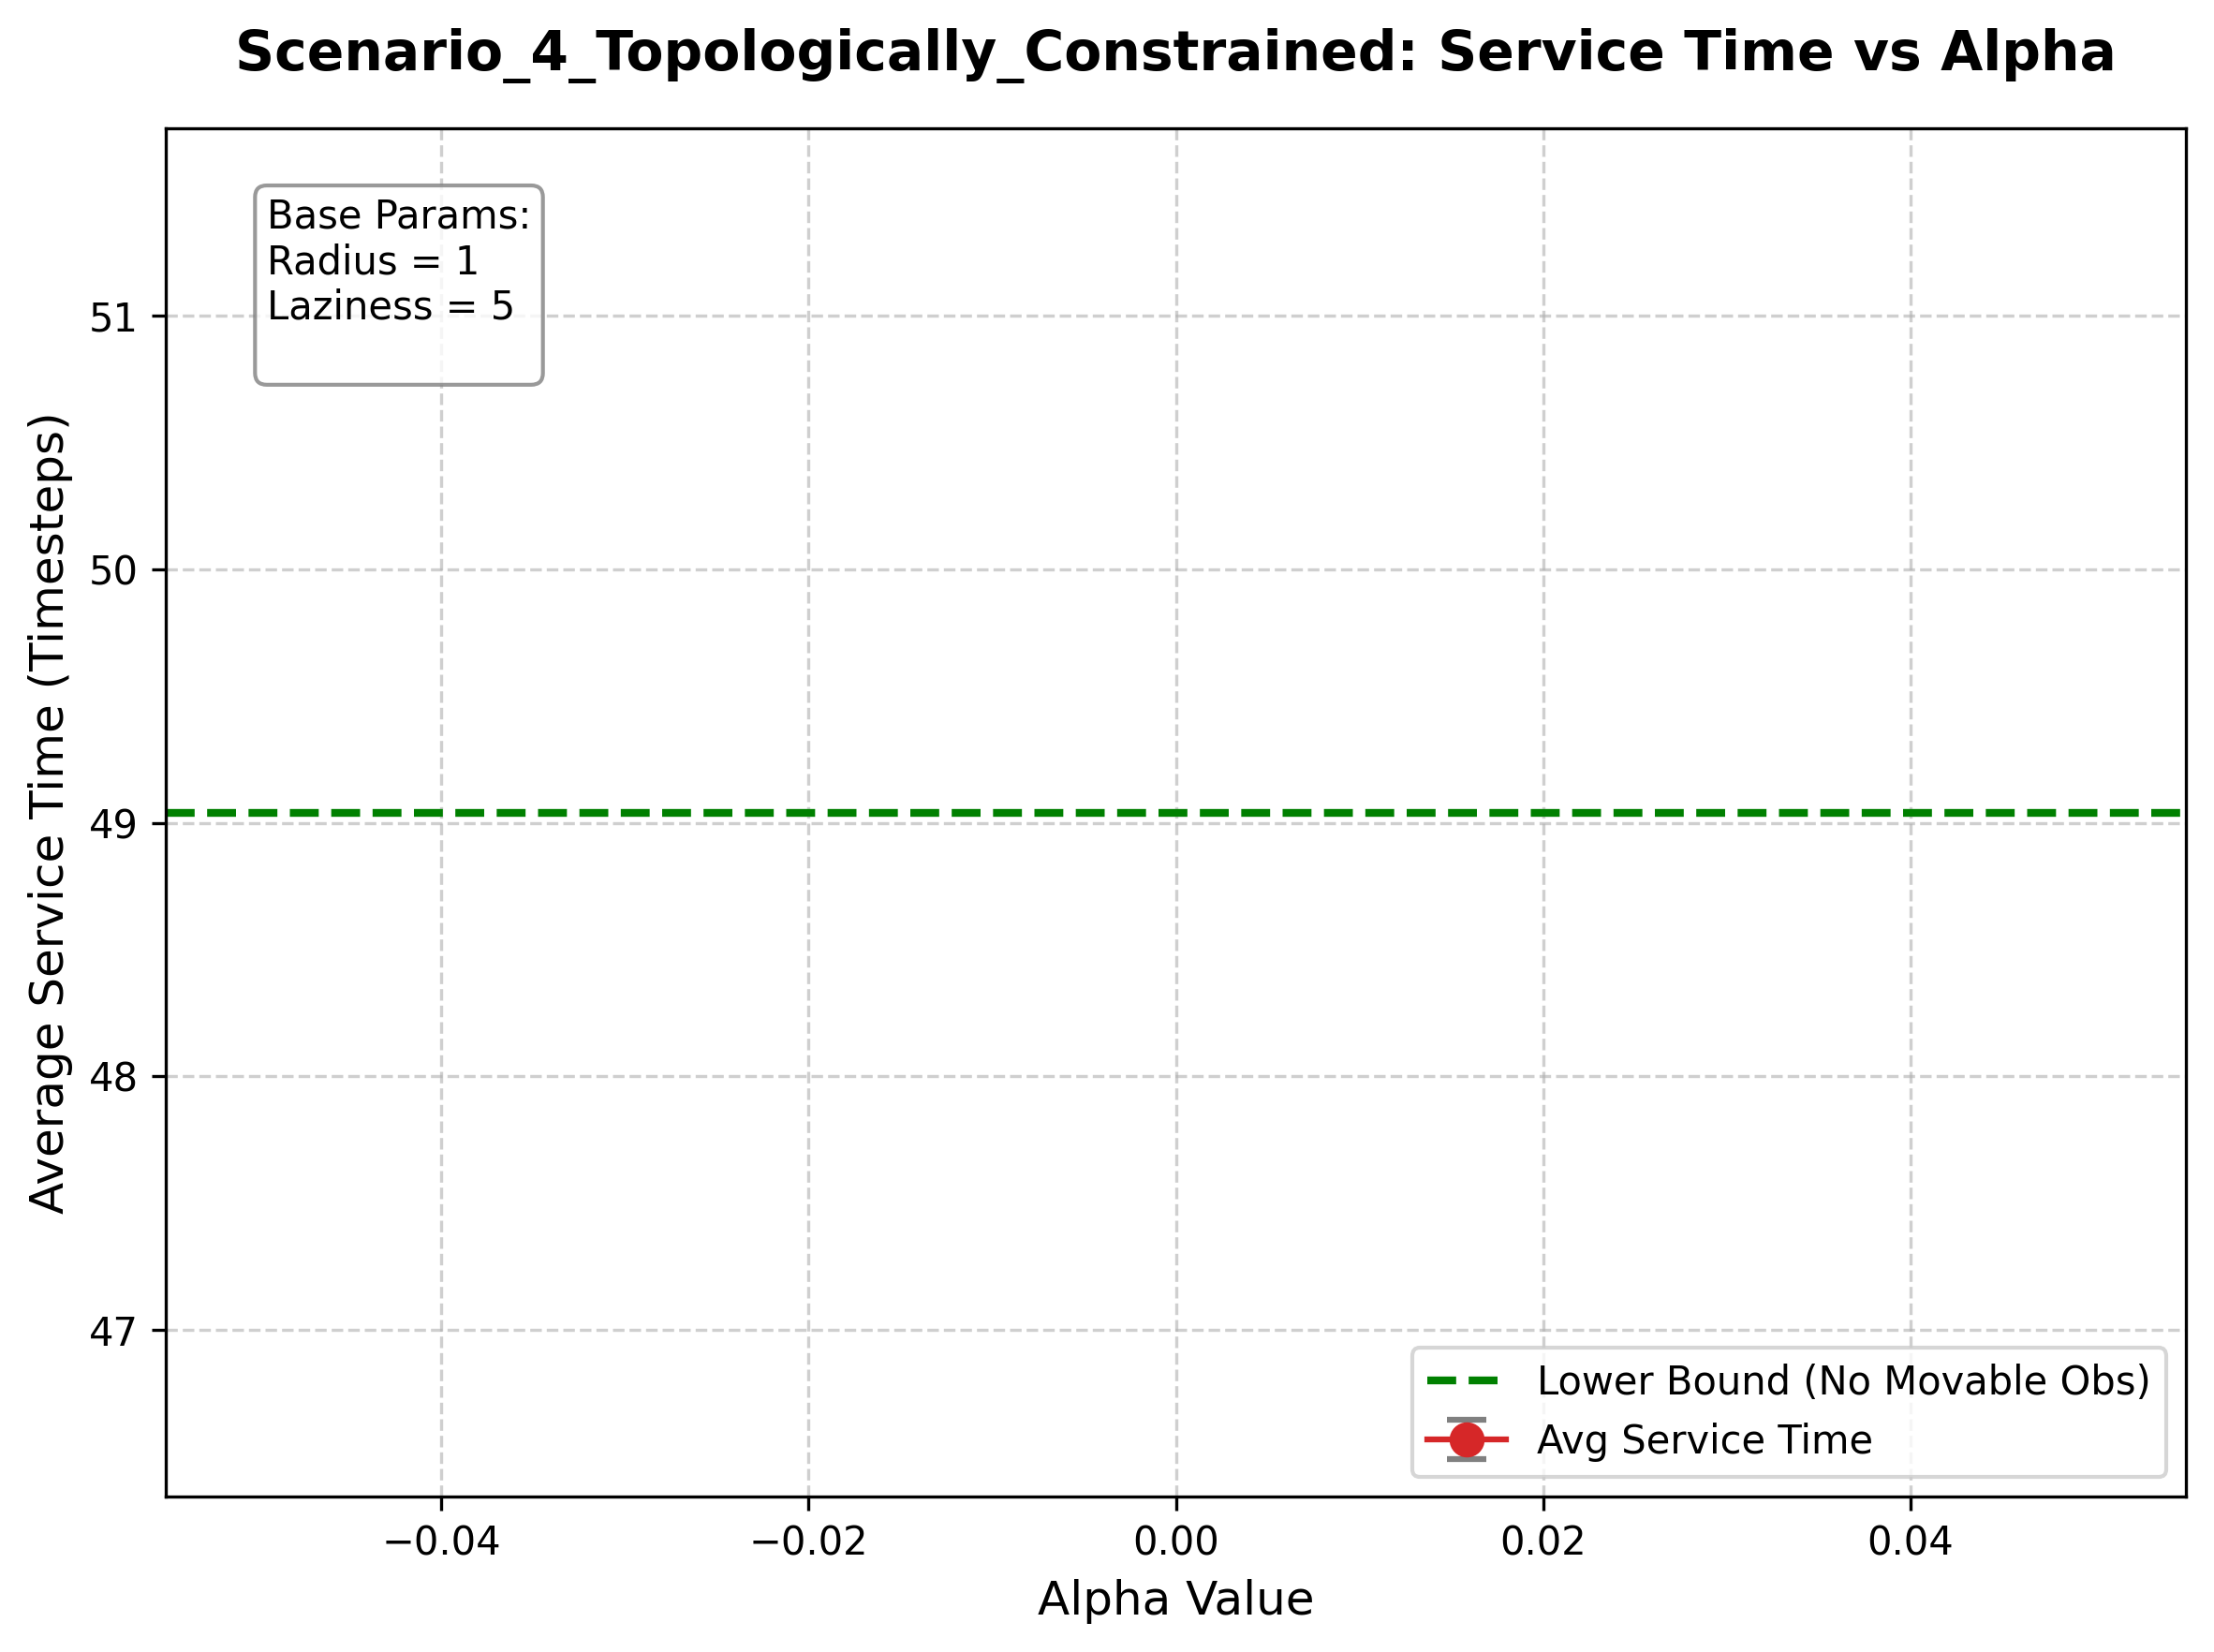 Scenario_4_Topologically_Constrained: Service Time vs Alpha
Base Params:
Radius = 1
Laziness = 5
51
50
49
48
47
Average Service Time (Timesteps)
Lower Bound (No Movable Obs)
Avg Service Time
−0.04
−0.02
0.00
0.02
0.04
Alpha Value